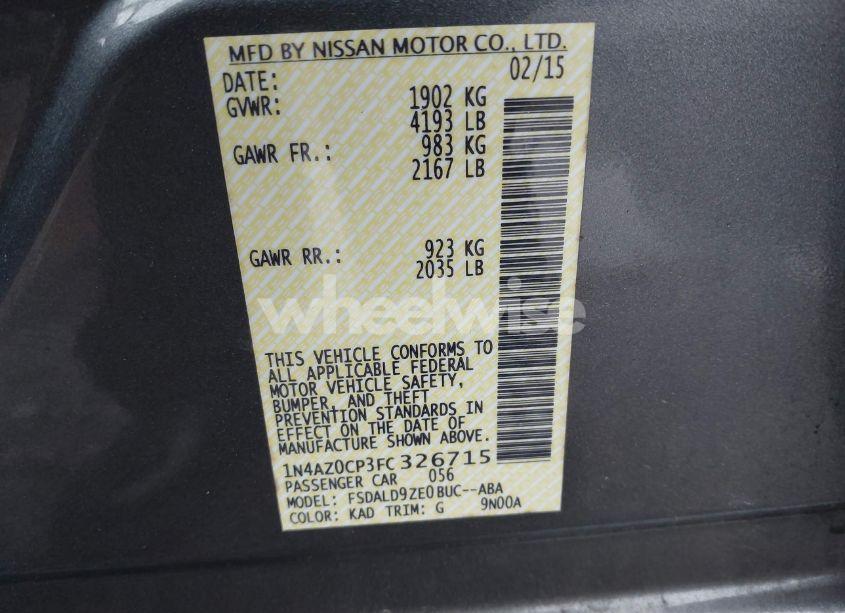 MFD BY NISSAN MOTOR CO., LTD.
DATE: 02/15
GVWR: 1902 KG
4193 LB
GAWR FR.: 983 KG
2167 LB
GAWR RR.: 923 KG
2035 LB
wheelwise
THIS VEHICLE CONFORMS TO
ALL APPLICABLE FEDERAL
MOTOR VEHICLE SAFETY,
BUMPER, AND THEFT
PREVENTION STANDARDS IN
EFFECT ON THE DATE OF
MANUFACTURE SHOWN ABOVE.
1N4AZ0CP3FC326715
PASSENGER CAR 056
MODEL: FSDALD9ZE0BUC--ABA
COLOR: KAD TRIM: G 9N00A